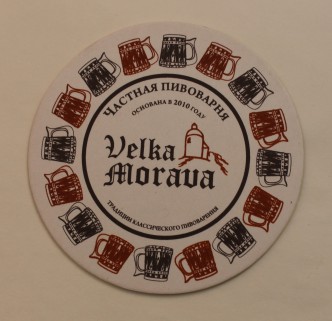 Частная пивоварня
основана в 2010 году
Velka
Morava
традиции классического пивоварения